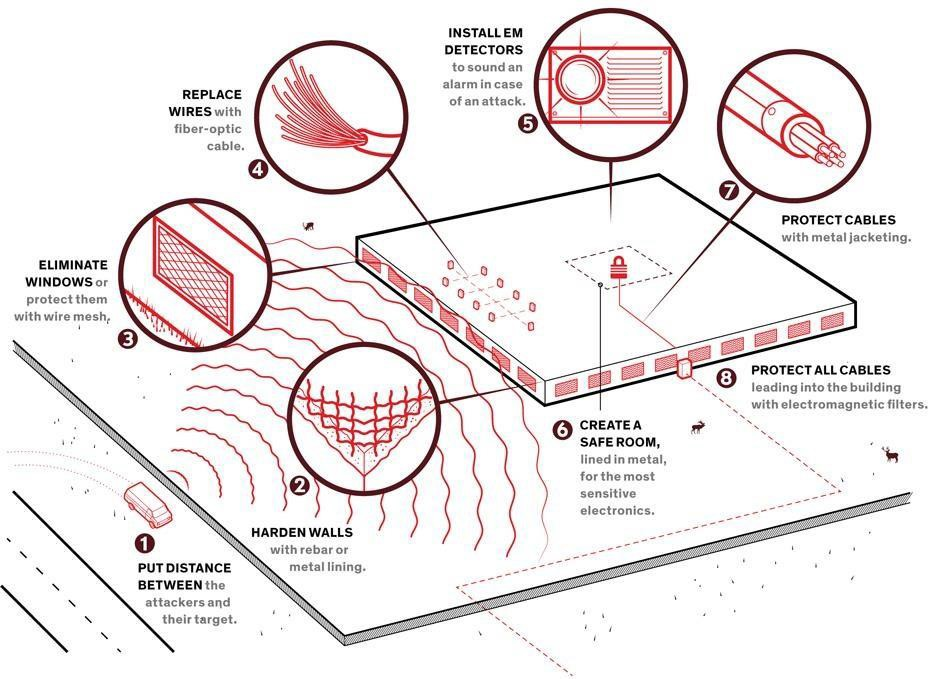 1
PUT DISTANCE
BETWEEN the
attackers and
their target.
2
HARDEN WALLS
with rebar or
metal lining.
3
ELIMINATE
WINDOWS or
protect them
with wire mesh.
4
REPLACE
WIRES with
fiber-optic
cable.
5
INSTALL EM
DETECTORS
to sound an
alarm in case
of an attack.
6
CREATE A
SAFE ROOM,
lined in metal,
for the most
sensitive
electronics.
7
PROTECT CABLES
with metal jacketing.
8
PROTECT ALL CABLES
leading into the building
with electromagnetic filters.